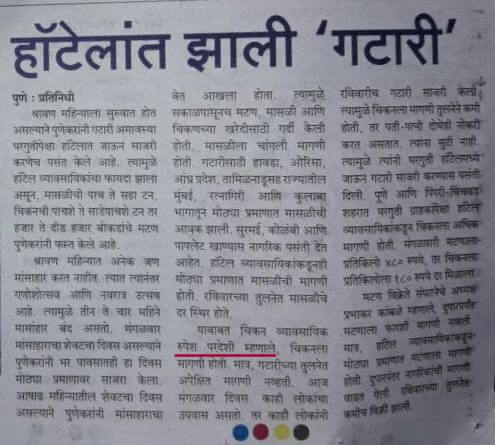 हॉटेलांत झाली ‘गटारी’
पुणे : प्रतिनिधी
श्रावण महिन्याला सुरुवात होत
असल्याने पुणेकरांनी गटारी अमावस्या
घरगुतीपेक्षा हॉटेलात जाऊन साजरी
करणेच पसंत केले आहे. त्यामुळे
हॉटेल व्यावसायिकांचा फायदा झाला
असून, मासळीची पाच ते सहा टन,
चिकनची पाचशे ते साडेपाचशे टन तर
हजार ते दीड हजार बोकडांचे मटण
पुणेकरांनी फस्त केले आहे.
श्रावण महिन्यात अनेक जण
मांसाहार करत नाहीत. त्यात त्यानंतर
गणोशोत्सव आणि नवरात्र उत्सव
आहे. त्यामुळे तीन ते चार महिने
मामांहार बंद असतो. मंगळवार
मांसाहाराचा शेवटचा दिवस असल्याने
पुणेकरांनी भर पावसातही हा दिवस
मोठ्या प्रमाणावर साजरा केला.
आषाढ महिन्यातील शेवटचा दिवस
असल्याने पुणेकरांनी मांसाहाराचा
बेत आखला होता. त्यामुळे
सकाळपासूनच मटण, मासळी आणि
चिकणच्या खरेदीसाठी गर्दी केली
होती. मासळीला चांगली मागणी
होती. गटारीसाठी हावडा, ओरिसा,
आंध्र प्रदेश, तामिळनाडूसह राज्यातील
मुंबई, रत्नागिरी आणि कुलाबा
भागातून मोठ्या प्रमाणात मासळीची
आवक झाली. सुरमई, कोळंबी आणि
पापलेट खाण्यास नागरिक पसंती देत
आहेत. हॉटेल व्यावसायिकांकडूनही
मोठ्या प्रमाणात मासळीची मागणी
होती. रविवारच्या तुलनेत मासळीचे
दर स्थिर होते.
याबाबत चिकन व्यावसायिक
रुपेश परदेशी म्हणाले, चिकनला
मागणी होती. मात्र, गटारीच्या तुलनेत
अपेक्षित मागणी नव्हती. आज
मंगळवार दिवस. काही लोकांचा
उपवास असतो. तर काही लोकांनी
रविवारीच गटारी साजरी केली
त्यामुळे चिकनला मागणी तुलनेने कमी
होती, तर पती-पत्नी दोघेही नोकरी
करत असतात. त्यांना सुटी नाही.
त्यामुळे त्यांनी घरगुती हॉटेलमध्ये
जाऊन गटारी साजरी करण्यास पसंती
दिली. पुणे आणि पिंपरी-चिंचवड
शहरात घरगुती ग्राहकांपेक्षा हॉटेल
व्यावसायिकांकडून चिकनला अधिक
मागणी होती. मंगळवारी मटणाला
प्रतिकिलो ४८० रुपये, तर चिकनला
प्रतिकिलोला १८० रुपये दर मिळाला.
मटण विक्रेते संघटनेचे अध्यक्ष
प्रभाकर कांबळे म्हणाले, दुपारपर्यंत
मटणाला फारशी मागणी नव्हती.
मात्र, हॉटेल व्यावसायिकांकडून
मोठ्या प्रमाणात मटणाला मागणी
होती. दुपारनंतर नागरिकांची मागणी
वाढत गेली. रविवारच्या तुलनेत
कमीच विक्री झाली.